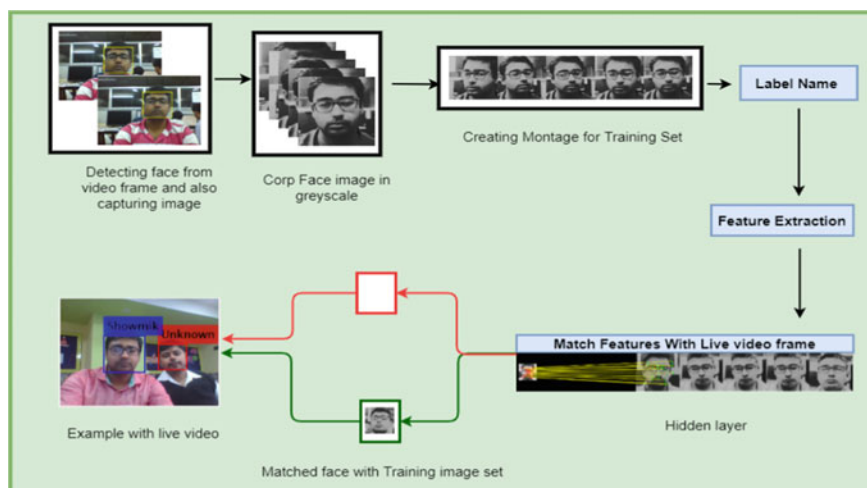 Label Name
Creating Montage for Training Set
Detecting face from
video frame and also
capturing image
Corp Face image in
greyscale
Feature Extraction
Showmik
Unknown
Match Features With Live video frame
Hidden layer
Example with live video
Matched face with Training image set